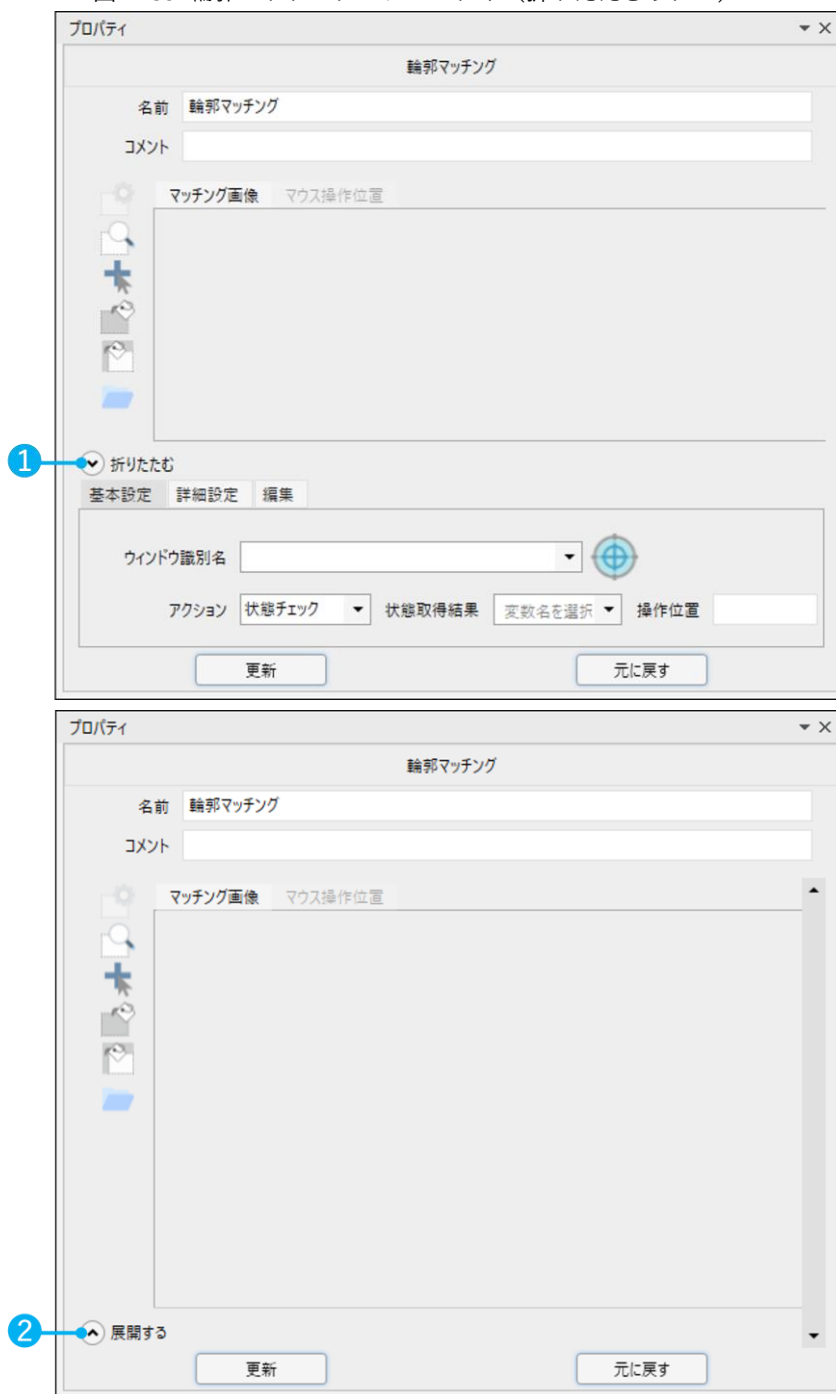 プロパティ
輪郭マッチング
名前 輪郭マッチング
コメント
マッチング画像 マウス操作位置
1 折りたたむ
基本設定 詳細設定 編集
ウィンドウ識別名
アクション 状態チェック 状態取得結果 変数名を選択 操作位置
更新 元に戻す
プロパティ
輪郭マッチング
名前 輪郭マッチング
コメント
マッチング画像 マウス操作位置
2 展開する
更新 元に戻す